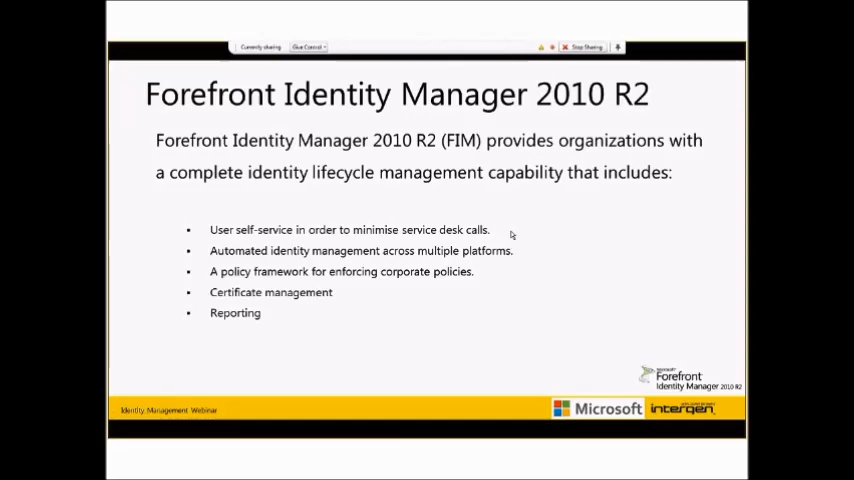 Currently sharing Give Control Stop Sharing
Forefront Identity Manager 2010 R2
Forefront Identity Manager 2010 R2 (FIM) provides organizations with
a complete identity lifecycle management capability that includes:
• User self-service in order to minimise service desk calls.
• Automated identity management across multiple platforms.
• A policy framework for enforcing corporate policies.
• Certificate management
• Reporting
Microsoft
Forefront
Identity Manager 2010 R2
Identity Management Webinar
Microsoft intergen